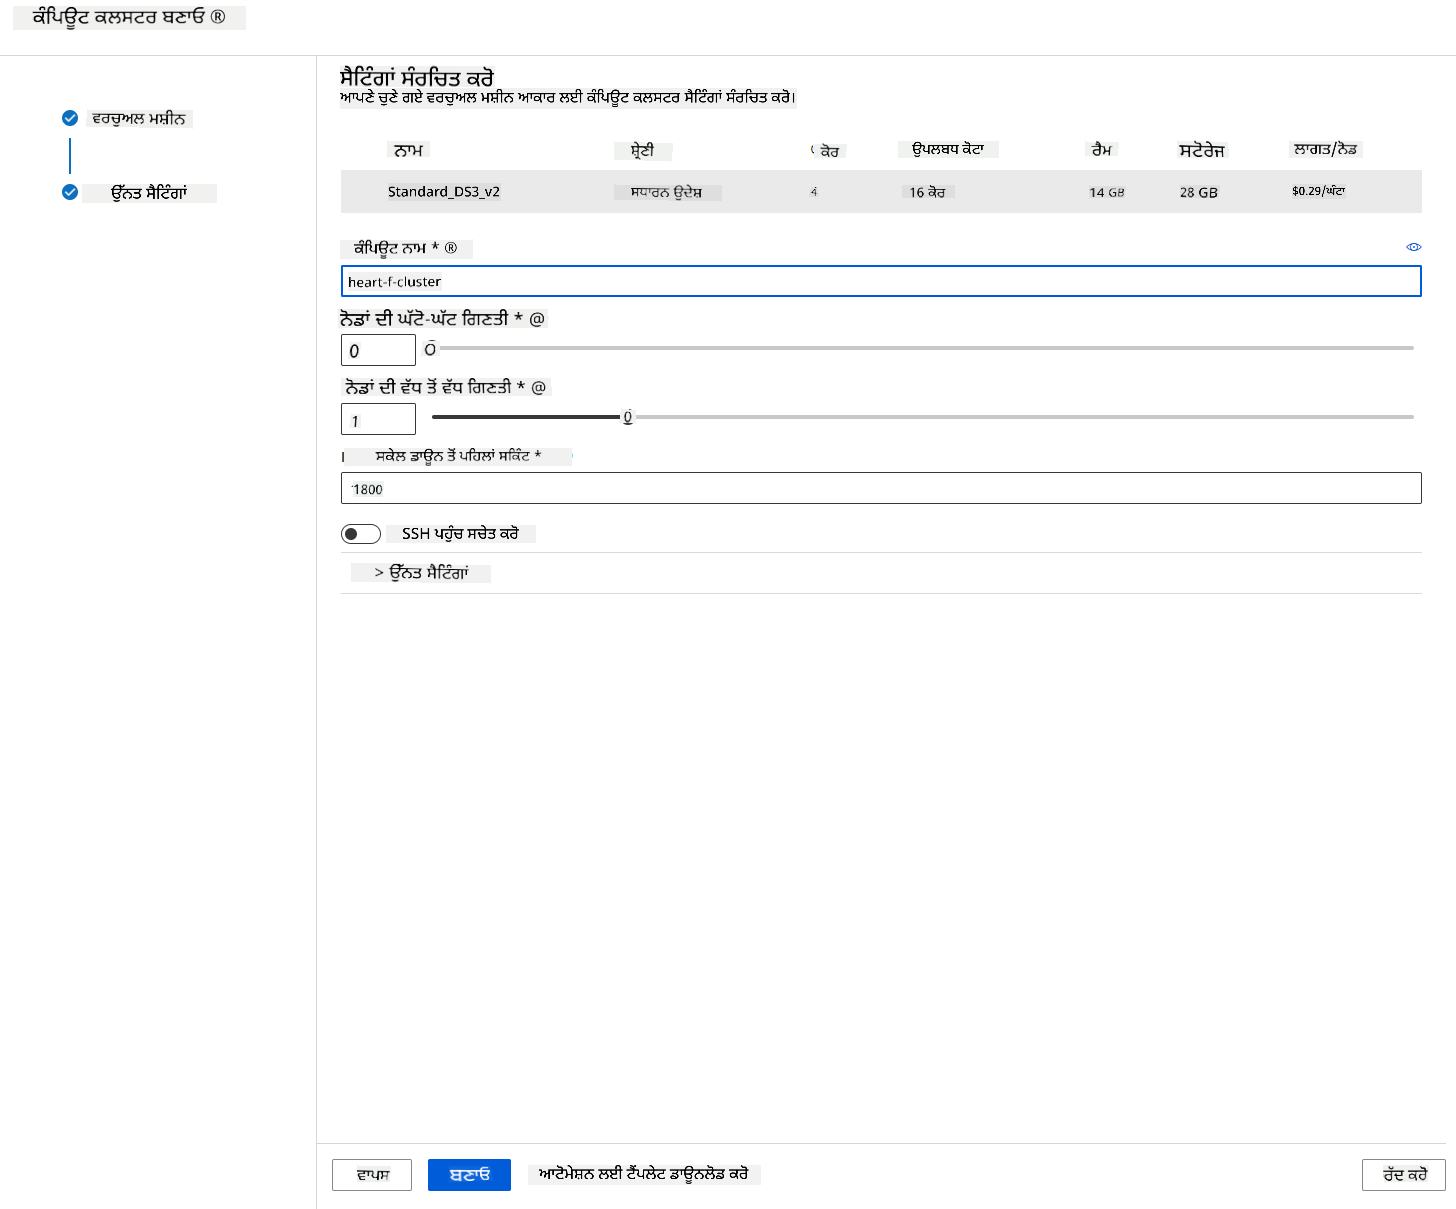 ਕੰਪਿਊਟ ਕਲਸਟਰ ਬਣਾਓ ®
ਵਰਚੁਅਲ ਮਸ਼ੀਨ
ਉੱਨਤ ਸੈਟਿੰਗਾਂ
ਸੈਟਿੰਗਾਂ ਸੰਰਚਿਤ ਕਰੋ
ਆਪਣੇ ਚੁਣੇ ਗਏ ਵਰਚੁਅਲ ਮਸ਼ੀਨ ਆਕਾਰ ਲਈ ਕੰਪਿਊਟ ਕਲਸਟਰ ਸੈਟਿੰਗਾਂ ਸੰਰਚਿਤ ਕਰੋ।
ਨਾਮ ਸ਼੍ਰੇਣੀ ਕੋਰ ਉਪਲਬਧ ਕੋਟਾ ਰੈਮ ਸਟੋਰੇਜ ਲਾਗਤ/ਨੋਡ
Standard_DS3_v2 ਸਧਾਰਨ ਉਦੇਸ਼ 4 16 ਕੋਰ 14 GB 28 GB $0.29/ਘੰਟਾ
ਕੰਪਿਊਟ ਨਾਮ * ®
heart-f-cluster
ਨੋਡਾਂ ਦੀ ਘੱਟੋ-ਘੱਟ ਗਿਣਤੀ * @
0
ਨੋਡਾਂ ਦੀ ਵੱਧ ਤੋਂ ਵੱਧ ਗਿਣਤੀ * @
1
ਸਕੇਲ ਡਾਊਨ ਤੋਂ ਪਹਿਲਾਂ ਸਕਿੰਟ *
1800
SSH ਪਹੁੰਚ ਸਚੇਤ ਕਰੋ
> ਉੱਨਤ ਸੈਟਿੰਗਾਂ
ਵਾਪਸ ਬਣਾਓ ਆਟੋਮੇਸ਼ਨ ਲਈ ਟੈਂਪਲੇਟ ਡਾਊਨਲੋਡ ਕਰੋ ਰੱਦ ਕਰੋ